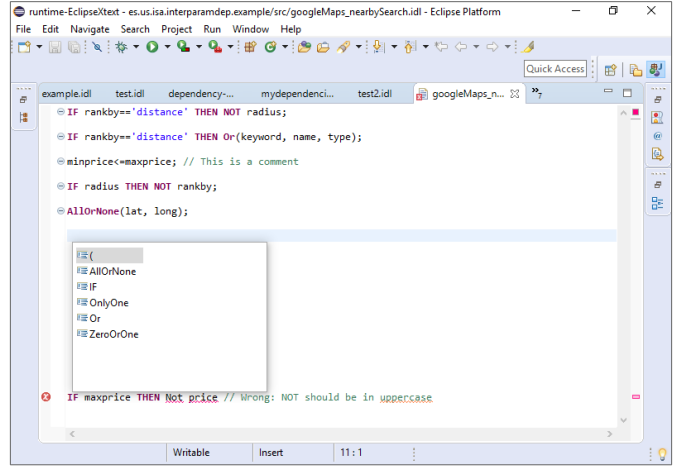 runtime-EclipseXtext - es.us.isa.interparamdep.example/src/googleMaps_nearbySearch.idl - Eclipse Platform
File Edit Navigate Search Project Run Window Help
Quick Access
example.idl test.idl dependency-... mydependenci... test2.idl googleMaps_n... »7
IF rankby=='distance' THEN NOT radius;
IF rankby=='distance' THEN Or(keyword, name, type);
minprice<=maxprice; // This is a comment
IF radius THEN NOT rankby;
AllOrNone(lat, long);
(
AllOrNone
IF
OnlyOne
Or
ZeroOrOne
IF maxprice THEN Not price // Wrong: NOT should be in uppercase
Writable Insert 11 : 1